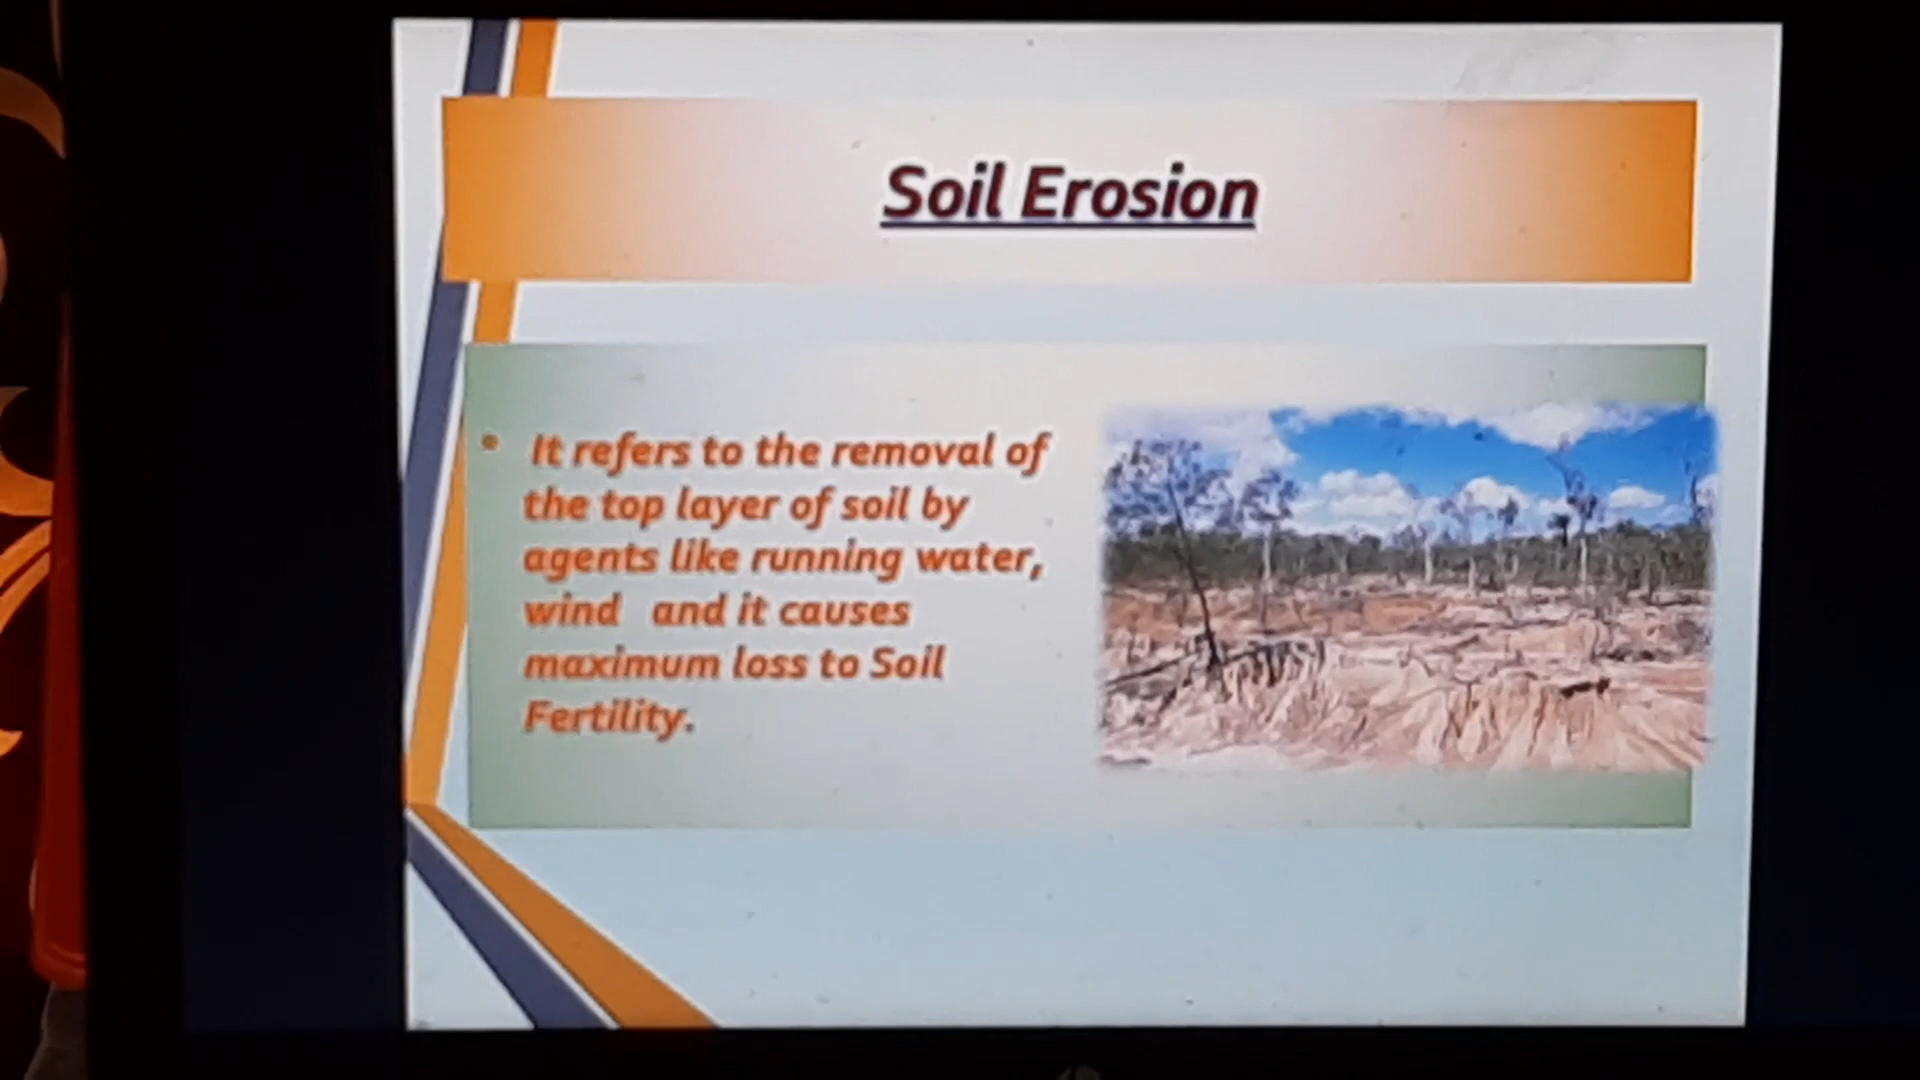 Soil Erosion
• It refers to the removal of
the top layer of soil by
agents like running water,
wind and it causes
maximum loss to Soil
Fertility.